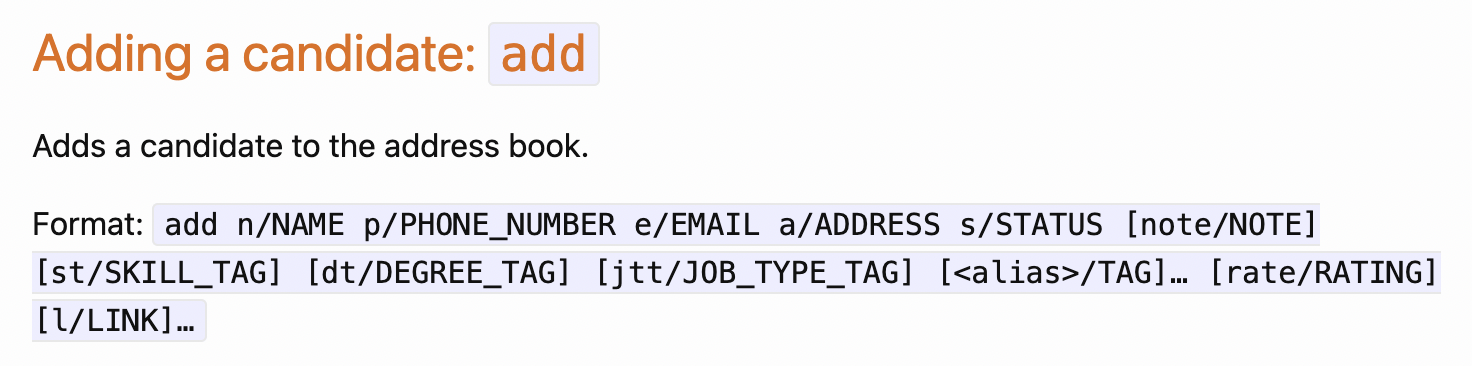 Adding a candidate: add
Adds a candidate to the address book.
Format: add n/NAME p/PHONE_NUMBER e/EMAIL a/ADDRESS s/STATUS [note/NOTE]
[st/SKILL_TAG] [dt/DEGREE_TAG] [jtt/JOB_TYPE_TAG] [<alias>/TAG]… [rate/RATING]
[l/LINK]…